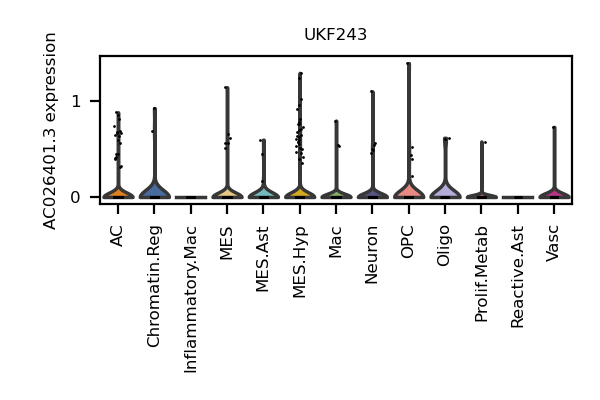 UKF243
AC026401.3 expression
1
0
AC
Chromatin.Reg
Inflammatory.Mac
MES
MES.Ast
MES.Hyp
Mac
Neuron
OPC
Oligo
Prolif.Metab
Reactive.Ast
Vasc